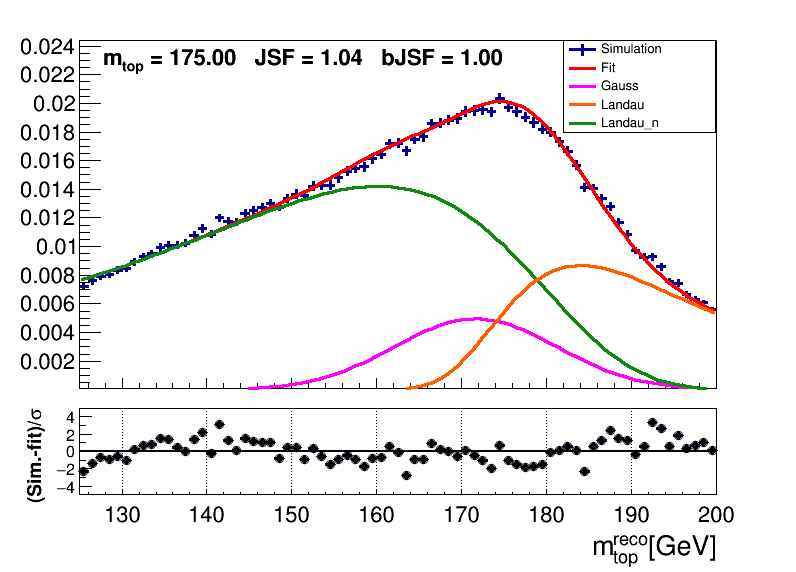 m_top = 175.00 JSF = 1.04 bJSF = 1.00
Simulation
Fit
Gauss
Landau
Landau_n
0.024
0.022
0.02
0.018
0.016
0.014
0.012
0.01
0.008
0.006
0.004
0.002
(Sim.-fit)/σ
4
2
0
−2
−4
130 140 150 160 170 180 190 200
m_top^reco[GeV]